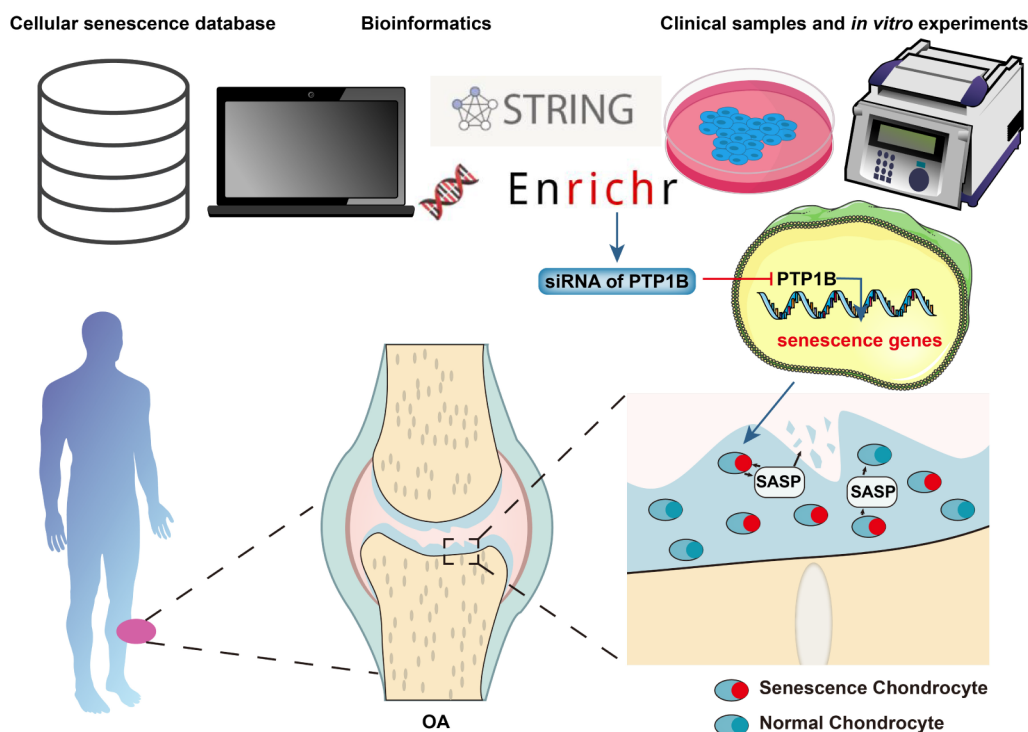 Cellular senescence database
Bioinformatics
Clinical samples and in vitro experiments
STRING
Enrichr
siRNA of PTP1B
PTP1B
senescence genes
SASP
SASP
OA
Senescence Chondrocyte
Normal Chondrocyte